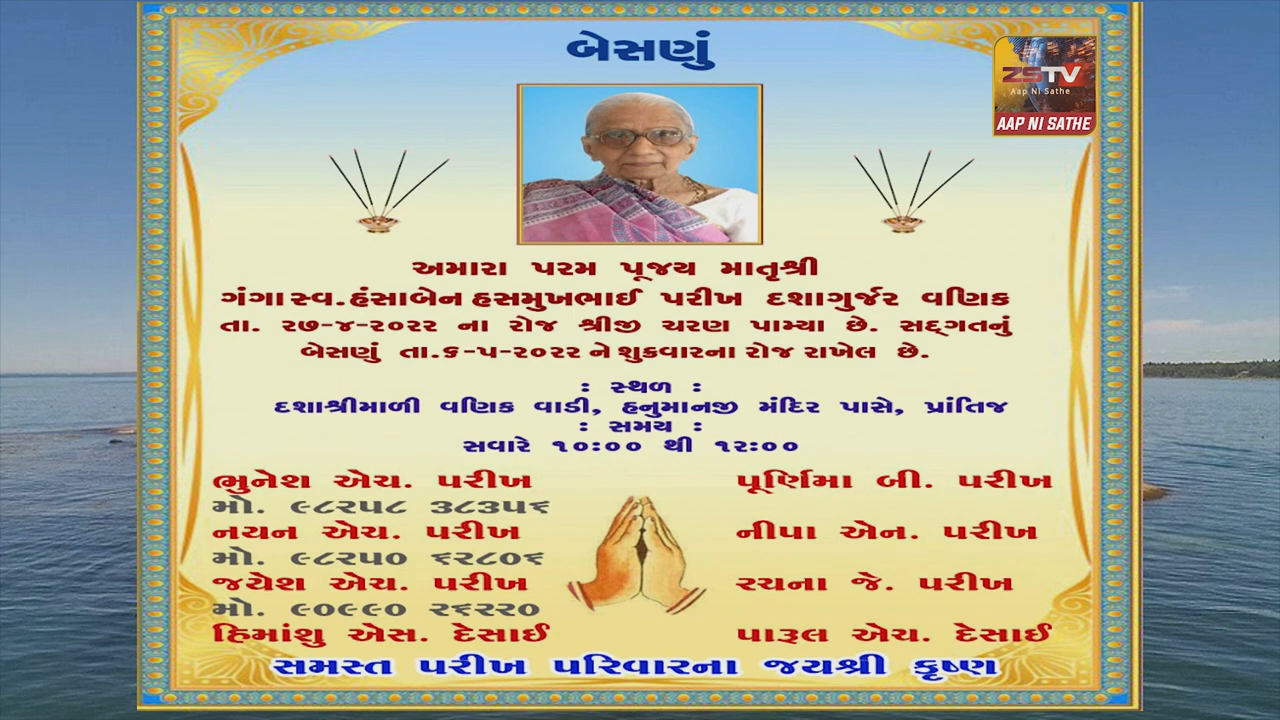 બેસણું
ZSTV
Aap Ni Sathe
AAP NI SATHE
અમારા પરમ પૂજ્ય માતૃશ્રી
ગંગાસ્વ.હંસાબેન હસમુખભાઈ પરીખ દશાગુર્જર વણિક
તા. ૨૭-૪-૨૦૨૨ ના રોજ શ્રીજી ચરણ પામ્યા છે. સદ્ગતનું
બેસણું તા.૬-૫-૨૦૨૨ ને શુક્રવારના રોજ રાખેલ છે.
: સ્થળ :
દશાશ્રીમાળી વણિક વાડી, હનુમાનજી મંદિર પાસે, પ્રાંતિજ
: સમય :
સવારે ૧૦:૦૦ થી ૧૨:૦૦
ભુનેશ એચ. પરીખ
મો. ૯૮૨૫૮ ૩૮૩૫૬
નયન એચ. પરીખ
મો. ૯૮૨૫૦ ૬૨૮૦૬
જયેશ એચ. પરીખ
મો. ૯૦૯૯૦ ૨૬૨૨૦
હિમાંશુ એસ. દેસાઈ
પૂર્ણિમા બી. પરીખ
નીપા એન. પરીખ
રચના જે. પરીખ
પારૂલ એચ. દેસાઈ
સમસ્ત પરીખ પરિવારના જયશ્રી કૃષ્ણ